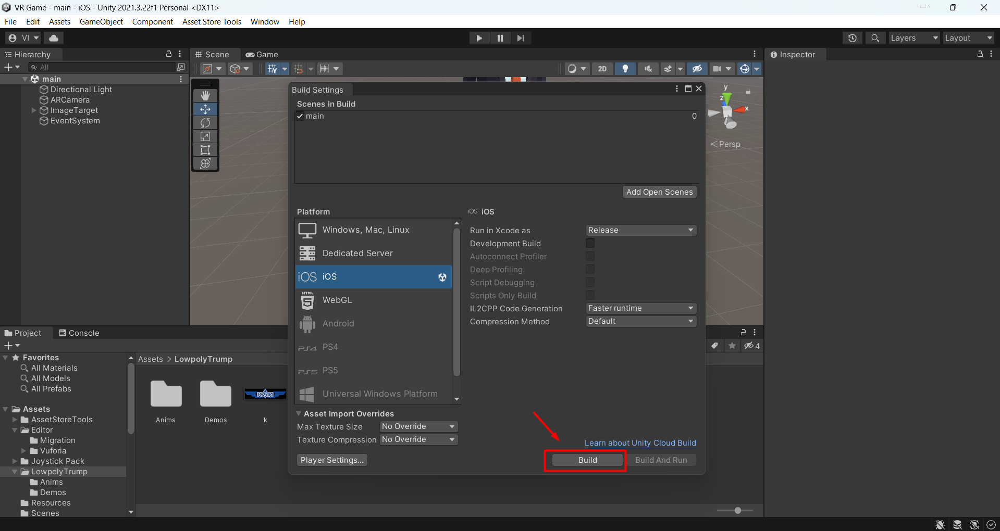 VR Game - main - iOS - Unity 2021.3.22f1 Personal <DX11>
File Edit Assets GameObject Component Asset Store Tools Window Help
VI
Layers
Layout
Hierarchy
All
main
Directional Light
ARCamera
ImageTarget
EventSystem
Scene
Game
2D
y
z
x
Persp
Inspector
Build Settings
Scenes In Build
main 0
Add Open Scenes
Platform
Windows, Mac, Linux
Dedicated Server
iOS iOS
HTML
5
WebGL
Android
PS4 PS4
PS5 PS5
Universal Windows Platform
iOS iOS
Run in Xcode as Release
Development Build
Autoconnect Profiler
Deep Profiling
Script Debugging
Scripts Only Build
IL2CPP Code Generation Faster runtime
Compression Method Default
Asset Import Overrides
Max Texture Size No Override
Texture Compression No Override
Learn about Unity Cloud Build
Player Settings...
Build
Build And Run
Project
Console
4
Favorites
All Materials
All Models
All Prefabs
Assets
AssetStoreTools
Editor
Migration
Vuforia
Joystick Pack
LowpolyTrump
Anims
Demos
Resources
Scenes
Assets > LowpolyTrump
КАИ
Anims
Demos
k